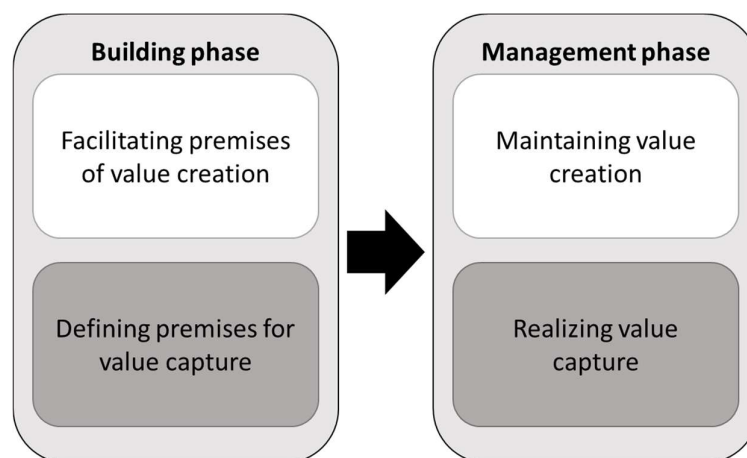 Building phase
Facilitating premises
of value creation
Defining premises for
value capture
Management phase
Maintaining value
creation
Realizing value
capture